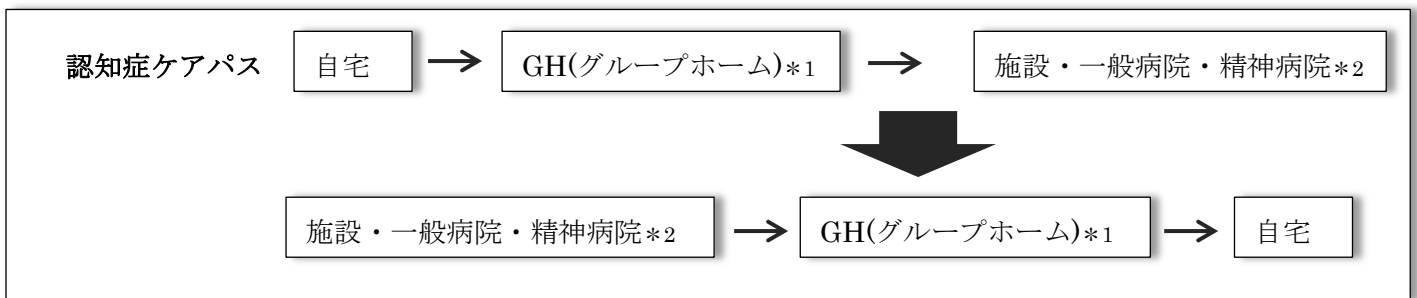 認知症ケアパス 自宅 → GH(グループホーム)*1 → 施設・一般病院・精神病院*2
施設・一般病院・精神病院*2 → GH(グループホーム)*1 → 自宅